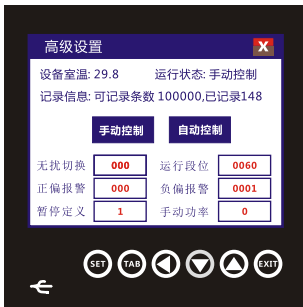 高级设置 X
设备室温: 29.8 运行状态: 手动控制
记录信息: 可记录条数 100000,已记录148
手动控制 自动控制
无扰切换 000 运行段位 0060
正偏报警 000 负偏报警 0001
暂停定义 1 手动功率 0
SET TAB EXIT